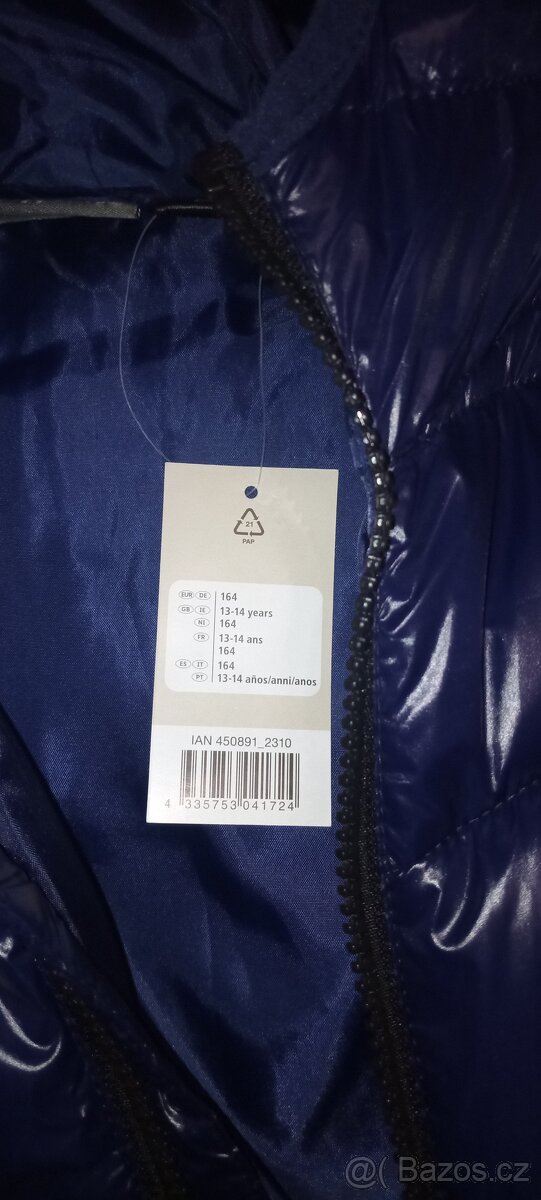 21
PAP
EUR DE 164
GB IE 13-14 years
NI 164
FR 13-14 ans
164
ES IT 164
PT 13-14 años/anni/anos
IAN 450891_2310
4 335753 041724
@( Bazos.cz